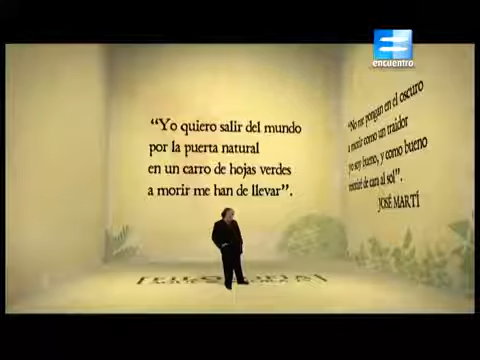 encuentro
“Yo quiero salir del mundo
por la puerta natural
en un carro de hojas verdes
a morir me han de llevar”.
“No me pongan en el oscuro
a morir como un traidor
yo soy bueno, y como bueno
moriré de cara al sol”.
JOSÉ MARTÍ